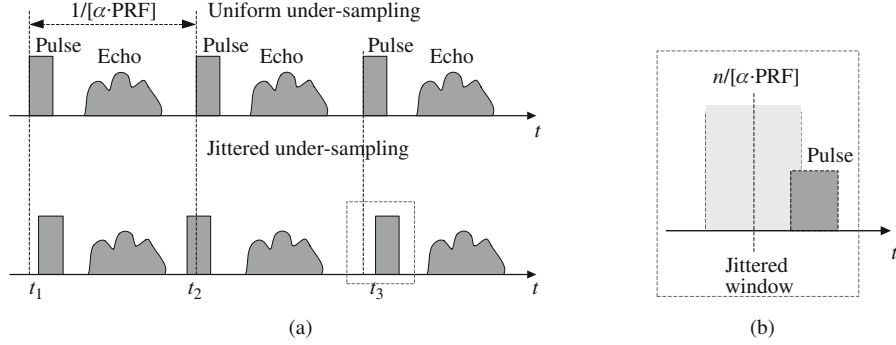 1/[α·PRF]
Uniform under-sampling
Pulse
Echo
Pulse
Echo
Pulse
Echo
t
Jittered under-sampling
t1
t2
t3
t
(a)
n/[α·PRF]
Pulse
t
Jittered
window
(b)